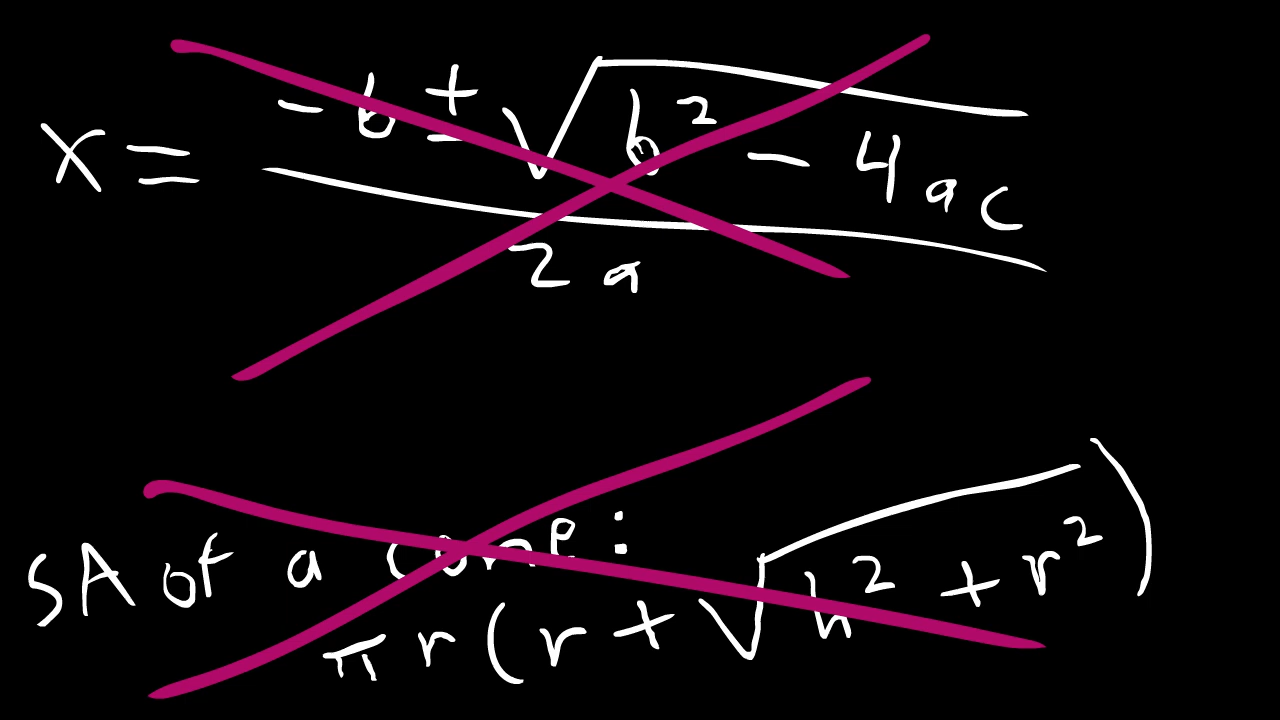 x = -b ± √(b² - 4ac)
2a
SA of a cone:
πr(r + √(h² + r²))